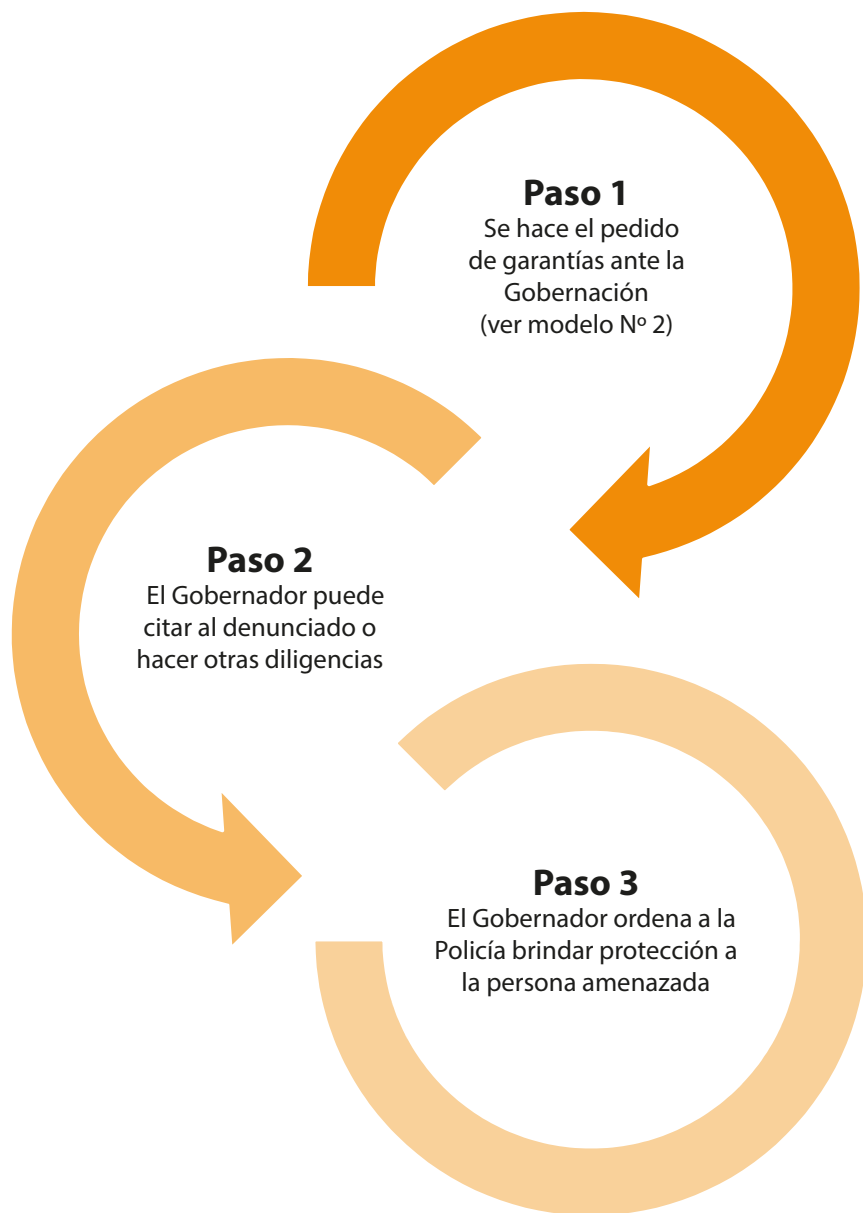 Paso 1
Se hace el pedido
de garantías ante la
Gobernación
(ver modelo Nº 2)
Paso 2
El Gobernador puede
citar al denunciado o
hacer otras diligencias
Paso 3
El Gobernador ordena a la
Policía brindar protección a
la persona amenazada